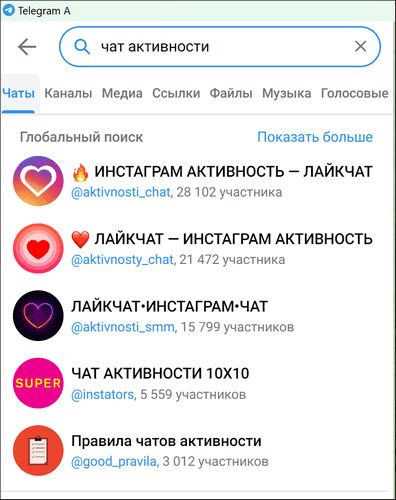 Telegram A
чат активности
Чаты Каналы Медиа Ссылки Файлы Музыка Голосовые
Глобальный поиск Показать больше
🔥 ИНСТАГРАМ АКТИВНОСТЬ — ЛАЙКЧАТ
@aktivnosti_chat, 28 102 участника
❤️ ЛАЙКЧАТ — ИНСТАГРАМ АКТИВНОСТЬ
@aktivnosty_chat, 21 472 участника
ЛАЙКЧАТ•ИНСТАГРАМ•ЧАТ
@aktivnosti_smm, 15 799 участников
SUPER
ЧАТ АКТИВНОСТИ 10Х10
@instators, 5 559 участников
Правила чатов активности
@good_pravila, 3 012 участников